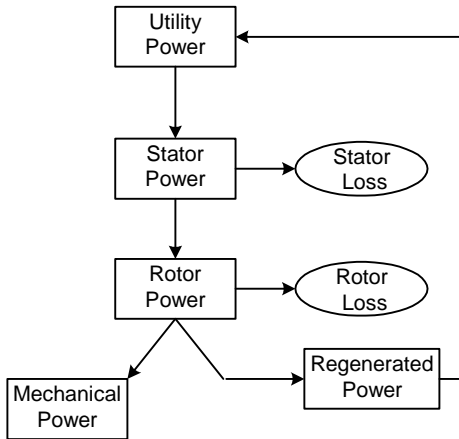 Utility
Power
Stator
Power
Stator
Loss
Rotor
Power
Rotor
Loss
Mechanical
Power
Regenerated
Power